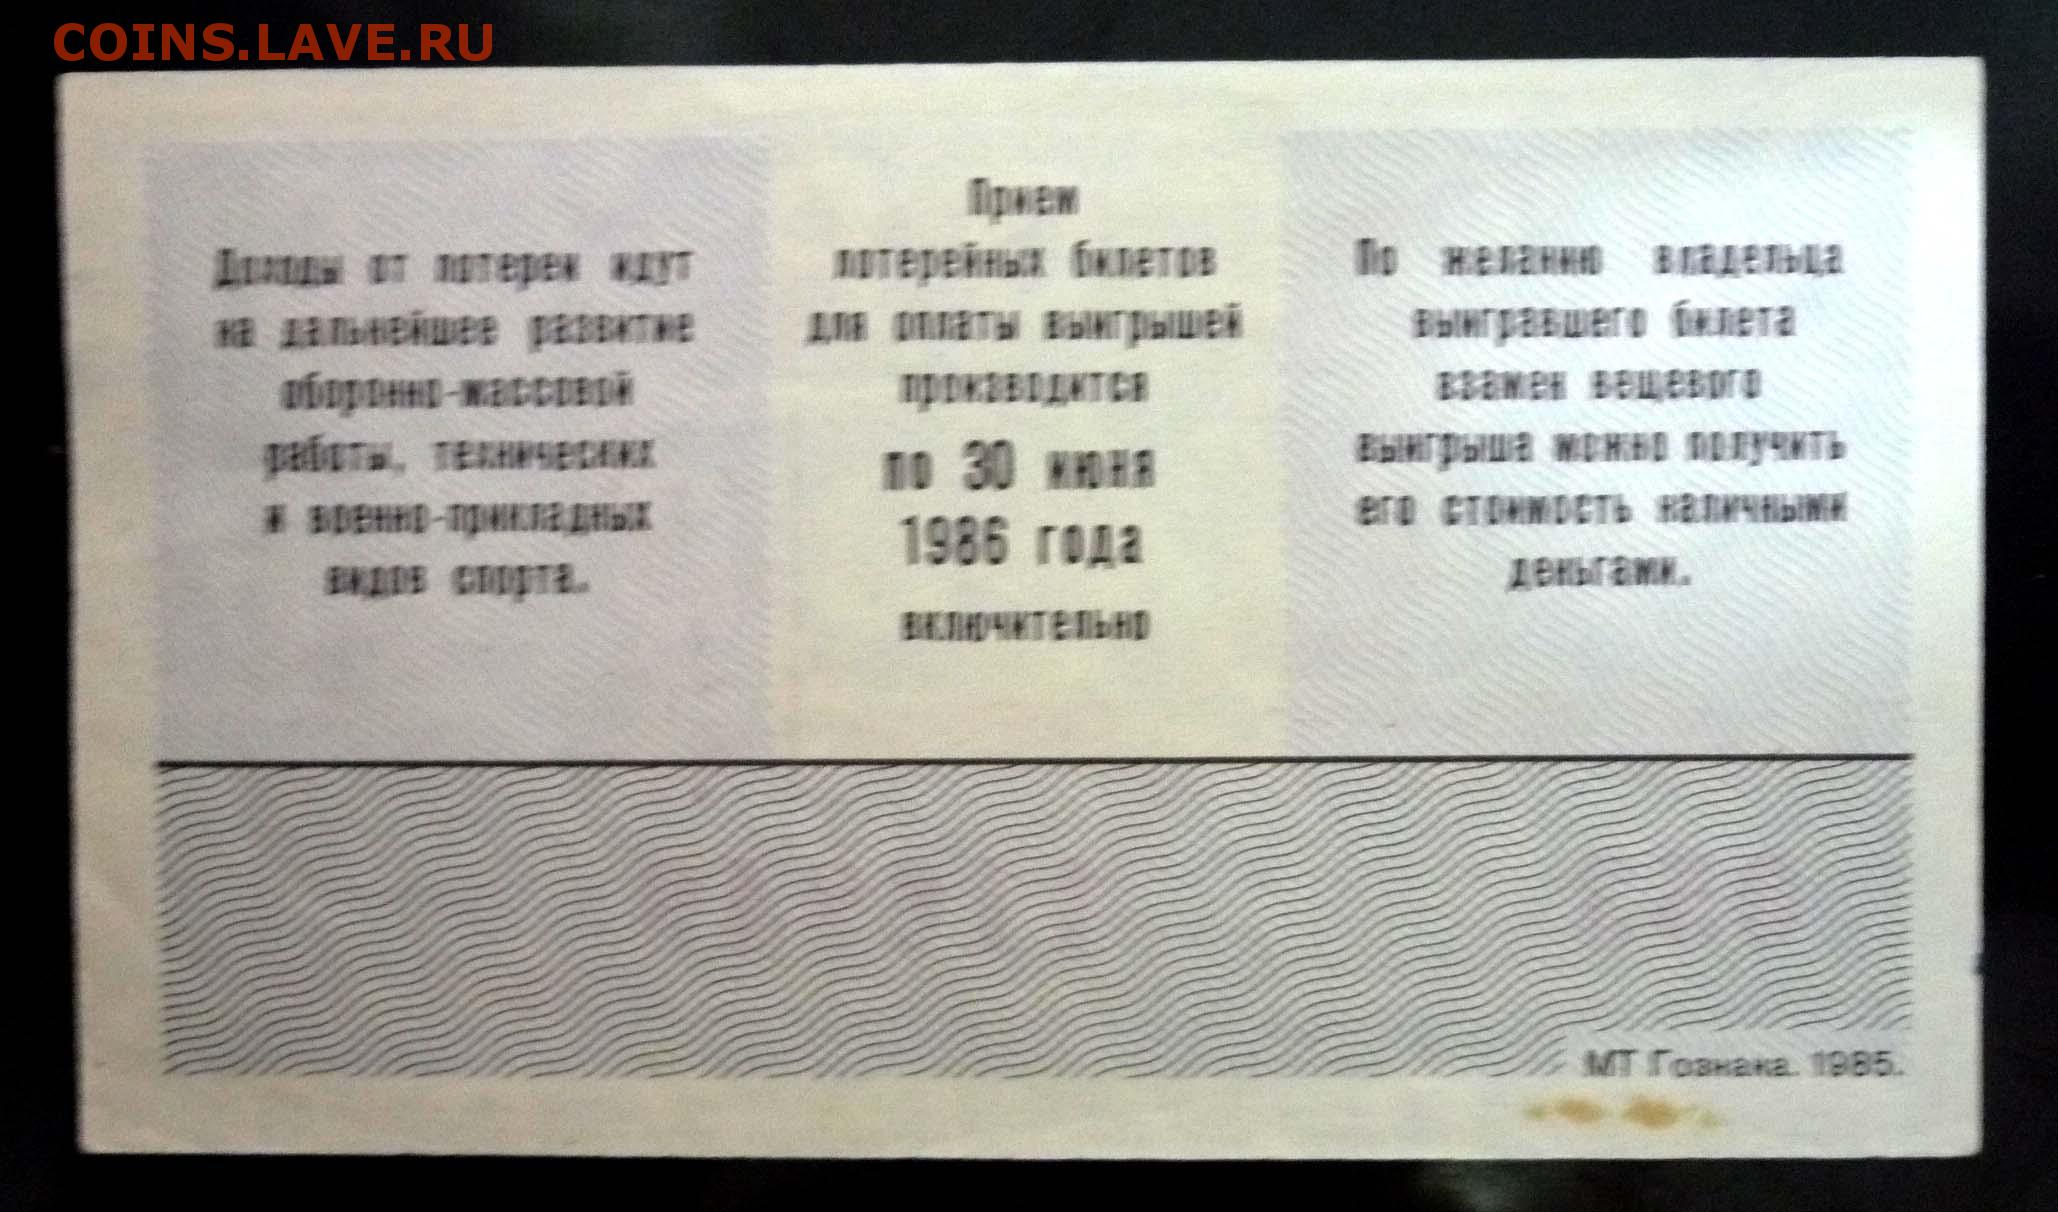 COINS.LAVE.RU
Доходы от лотереи идут
на дальнейшее развитие
оборонно-массовой
работы, технических
и военно-прикладных
видов спорта.
Прием
лотерейных билетов
для оплаты выигрышей
производится
по 30 июня
1986 года
включительно
По желанию владельца
выигравшего билета
взамен вещевого
выигрыша можно получить
его стоимость наличными
деньгами.
МТ Гознака. 1985.